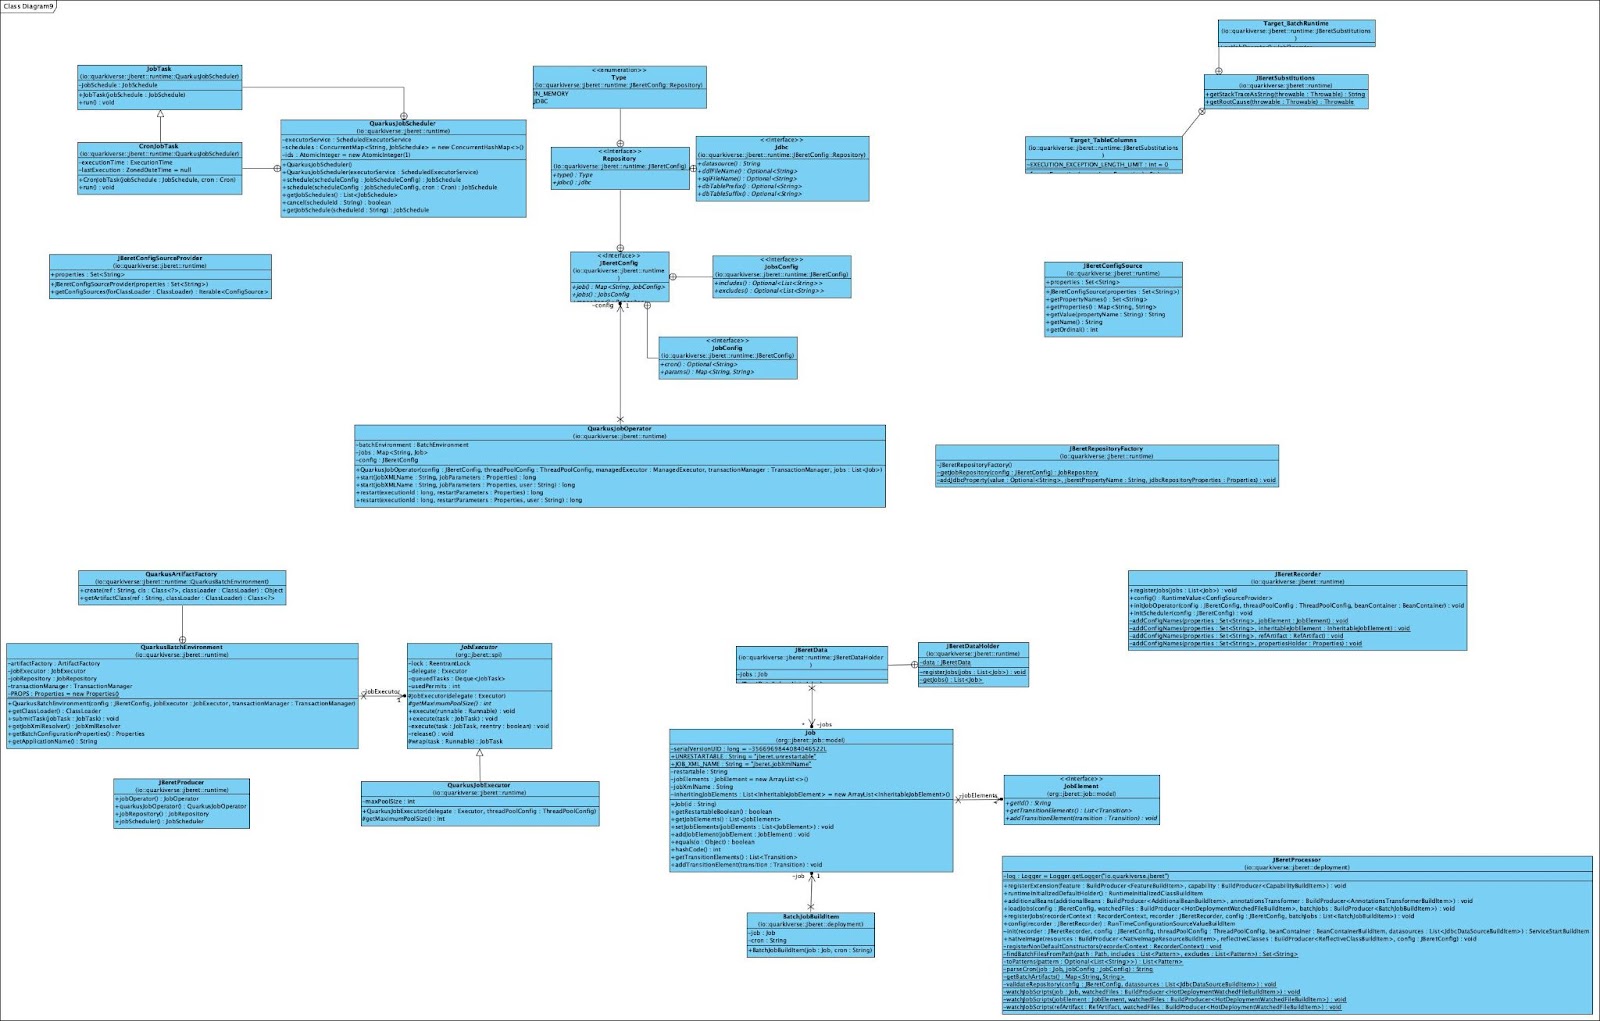 Class Diagram9
Target_BatchRuntime
(io::quarkiverse::jberet::runtime::JBeretSubstitutions
)
JBeretSubstitutions
(io::quarkiverse::jberet::runtime)
+getStackTraceAsString(throwable : Throwable) : String
+getRootCause(throwable : Throwable) : Throwable
Target_TableColumns
(io::quarkiverse::jberet::runtime::JBeretSubstitutions
)
-EXECUTION_EXCEPTION_LENGTH_LIMIT : int = 0
JobTask
(io::quarkiverse::jberet::runtime::QuarkusJobScheduler)
-jobSchedule : JobSchedule
+JobTask(jobSchedule : JobSchedule)
+run() : void
CronJobTask
(io::quarkiverse::jberet::runtime::QuarkusJobScheduler)
-executionTime : ExecutionTime
-lastExecution : ZonedDateTime = null
+CronJobTask(jobSchedule : JobSchedule, cron : Cron)
+run() : void
QuarkusJobScheduler
(io::quarkiverse::jberet::runtime)
-executorService : ScheduledExecutorService
-schedules : ConcurrentMap<String, JobSchedule> = new ConcurrentHashMap<>()
-ids : AtomicInteger = new AtomicInteger(1)
+QuarkusJobScheduler()
+QuarkusJobScheduler(executorService : ScheduledExecutorService)
+schedule(scheduleConfig : JobScheduleConfig) : JobSchedule
+schedule(scheduleConfig : JobScheduleConfig, cron : Cron) : JobSchedule
+getJobSchedules() : List<JobSchedule>
+cancel(scheduleId : String) : boolean
+getJobSchedule(scheduleId : String) : JobSchedule
<<enumeration>>
Type
(io::quarkiverse::jberet::runtime::JBeretConfig::Repository)
IN_MEMORY
JDBC
<<Interface>>
Repository
(io::quarkiverse::jberet::runtime::JBeretConfig)
+type() : Type
+jdbc() : Jdbc
<<Interface>>
Jdbc
(io::quarkiverse::jberet::runtime::JBeretConfig::Repository)
+datasource() : String
+ddlFileName() : Optional<String>
+sqlFileName() : Optional<String>
+dbTablePrefix() : Optional<String>
+dbTableSuffix() : Optional<String>
JBeretConfigSourceProvider
(io::quarkiverse::jberet::runtime)
+properties : Set<String>
+JBeretConfigSourceProvider(properties : Set<String>)
+getConfigSources(forClassLoader : ClassLoader) : Iterable<ConfigSource>
<<Interface>>
JBeretConfig
(io::quarkiverse::jberet::runtime
)
+job() : Map<String, JobConfig>
+jobs() : JobsConfig
<<Interface>>
JobsConfig
(io::quarkiverse::jberet::runtime::JBeretConfig)
+includes() : Optional<List<String>>
+excludes() : Optional<List<String>>
-config
1
<<Interface>>
JobConfig
(io::quarkiverse::jberet::runtime::JBeretConfig)
+cron() : Optional<String>
+params() : Map<String, String>
JBeretConfigSource
(io::quarkiverse::jberet::runtime)
+properties : Set<String>
+JBeretConfigSource(properties : Set<String>)
+getPropertyNames() : Set<String>
+getProperties() : Map<String, String>
+getValue(propertyName : String) : String
+getName() : String
+getOrdinal() : int
QuarkusJobOperator
(io::quarkiverse::jberet::runtime)
-batchEnvironment : BatchEnvironment
-jobs : Map<String, Job>
-config : JBeretConfig
+QuarkusJobOperator(config : JBeretConfig, threadPoolConfig : ThreadPoolConfig, managedExecutor : ManagedExecutor, transactionManager : TransactionManager, jobs : List<Job>)
+start(jobXMLName : String, jobParameters : Properties) : long
+start(jobXMLName : String, jobParameters : Properties, user : String) : long
+restart(executionId : long, restartParameters : Properties) : long
+restart(executionId : long, restartParameters : Properties, user : String) : long
JBeretRepositoryFactory
(io::quarkiverse::jberet::runtime)
-JBeretRepositoryFactory()
-getJobRepository(config : JBeretConfig) : JobRepository
-addJdbcProperty(value : Optional<String>, jberetPropertyName : String, jdbcRepositoryProperties : Properties) : void
QuarkusArtifactFactory
(io::quarkiverse::jberet::runtime::QuarkusBatchEnvironment)
+create(ref : String, cls : Class<?>, classLoader : ClassLoader) : Object
+getArtifactClass(ref : String, classLoader : ClassLoader) : Class<?>
QuarkusBatchEnvironment
(io::quarkiverse::jberet::runtime)
-artifactFactory : ArtifactFactory
-jobExecutor : JobExecutor
-jobRepository : JobRepository
-transactionManager : TransactionManager
-PROPS : Properties = new Properties()
+QuarkusBatchEnvironment(config : JBeretConfig, jobExecutor : JobExecutor, transactionManager : TransactionManager)
+getClassLoader() : ClassLoader
+submitTask(jobTask : JobTask) : void
+getJobXmlResolver() : JobXmlResolver
+getBatchConfigurationProperties() : Properties
+getApplicationName() : String
-jobExecutor
1
JobExecutor
(org::jberet::spi)
-lock : ReentrantLock
-delegate : Executor
-queuedTasks : Deque<JobTask>
-usedPermits : int
#JobExecutor(delegate : Executor)
#getMaximumPoolSize() : int
+execute(runnable : Runnable) : void
+execute(task : JobTask) : void
-execute(task : JobTask, reentry : boolean) : void
-release() : void
#wrap(task : Runnable) : JobTask
JBeretProducer
(io::quarkiverse::jberet::runtime)
+jobOperator() : JobOperator
+quarkusJobOperator() : QuarkusJobOperator
+jobRepository() : JobRepository
+jobScheduler() : JobScheduler
QuarkusJobExecutor
(io::quarkiverse::jberet::runtime)
-maxPoolSize : int
+QuarkusJobExecutor(delegate : Executor, threadPoolConfig : ThreadPoolConfig)
#getMaximumPoolSize() : int
JBeretData
(io::quarkiverse::jberet::runtime::JBeretDataHolder
)
-jobs : Job
JBeretDataHolder
(io::quarkiverse::jberet::runtime)
-data : JBeretData
-registerJobs(jobs : List<Job>) : void
-getJobs() : List<Job>
JBeretRecorder
(io::quarkiverse::jberet::runtime)
+registerJobs(jobs : List<Job>) : void
+config() : RuntimeValue<ConfigSourceProvider>
+initJobOperator(config : JBeretConfig, threadPoolConfig : ThreadPoolConfig, beanContainer : BeanContainer) : void
+initScheduler(config : JBeretConfig) : void
-addConfigNames(properties : Set<String>, jobElement : JobElement) : void
-addConfigNames(properties : Set<String>, inheritableJobElement : InheritableJobElement) : void
-addConfigNames(properties : Set<String>, refArtifact : RefArtifact) : void
-addConfigNames(properties : Set<String>, propertiesHolder : Properties) : void
*
-jobs
Job
(org::jberet::job::model)
-serialVersionUID : long = -3566969844084046522L
+UNRESTARTABLE : String = "jberet.unrestartable"
+JOB_XML_NAME : String = "jberet.jobXmlName"
-restartable : String
-jobElements : JobElement = new ArrayList<>()
-jobXmlName : String
-inheritingJobElements : List<InheritableJobElement> = new ArrayList<InheritableJobElement>()
+Job(id : String)
+getRestartableBoolean() : boolean
+getJobElements() : List<JobElement>
+setJobElements(jobElements : List<JobElement>) : void
+addJobElement(jobElement : JobElement) : void
+equals(o : Object) : boolean
+hashCode() : int
+getTransitionElements() : List<Transition>
+addTransitionElement(transition : Transition) : void
-jobElements
*
<<Interface>>
JobElement
(org::jberet::job::model)
+getId() : String
+getTransitionElements() : List<Transition>
+addTransitionElement(transition : Transition) : void
-job
1
BatchJobBuildItem
(io::quarkiverse::jberet::deployment)
-job : Job
-cron : String
+BatchJobBuildItem(job : Job, cron : String)
JBeretProcessor
(io::quarkiverse::jberet::deployment)
-log : Logger = Logger.getLogger("io.quarkiverse.jberet")
+registerExtension(feature : BuildProducer<FeatureBuildItem>, capability : BuildProducer<CapabilityBuildItem>) : void
+runtimeInitializedDefaultHolder() : RuntimeInitializedClassBuildItem
+additionalBeans(additionalBeans : BuildProducer<AdditionalBeanBuildItem>, annotationsTransformer : BuildProducer<AnnotationsTransformerBuildItem>) : void
+loadJobs(config : JBeretConfig, watchedFiles : BuildProducer<HotDeploymentWatchedFileBuildItem>, batchJobs : BuildProducer<BatchJobBuildItem>) : void
+registerJobs(recorderContext : RecorderContext, recorder : JBeretRecorder, config : JBeretConfig, batchJobs : List<BatchJobBuildItem>) : void
+config(recorder : JBeretRecorder) : RunTimeConfigurationSourceValueBuildItem
+init(recorder : JBeretRecorder, config : JBeretConfig, threadPoolConfig : ThreadPoolConfig, beanContainer : BeanContainerBuildItem, datasources : List<JdbcDataSourceBuildItem>) : ServiceStartBuildItem
+nativeImage(resources : BuildProducer<NativeImageResourceBuildItem>, reflectiveClasses : BuildProducer<ReflectiveClassBuildItem>, config : JBeretConfig) : void
-registerNonDefaultConstructors(recorderContext : RecorderContext) : void
-findBatchFilesFromPath(path : Path, includes : List<Pattern>, excludes : List<Pattern>) : Set<String>
-toPatterns(pattern : Optional<List<String>>) : List<Pattern>
-parseCron(job : Job, jobConfig : JobConfig) : String
-getBatchArtifacts() : Map<String,String>
-validateRepository(config : JBeretConfig, datasources : List<JdbcDataSourceBuildItem>) : void
-watchJobScripts(job : Job, watchedFiles : BuildProducer<HotDeploymentWatchedFileBuildItem>) : void
-watchJobScripts(jobElement : JobElement, watchedFiles : BuildProducer<HotDeploymentWatchedFileBuildItem>) : void
-watchJobScripts(refArtifact : RefArtifact, watchedFiles : BuildProducer<HotDeploymentWatchedFileBuildItem>) : void